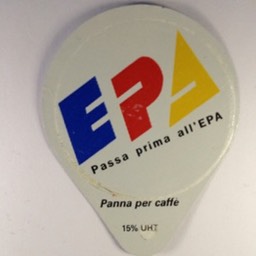 EPA
Passa prima all'EPA
Panna per caffè
15% UHT